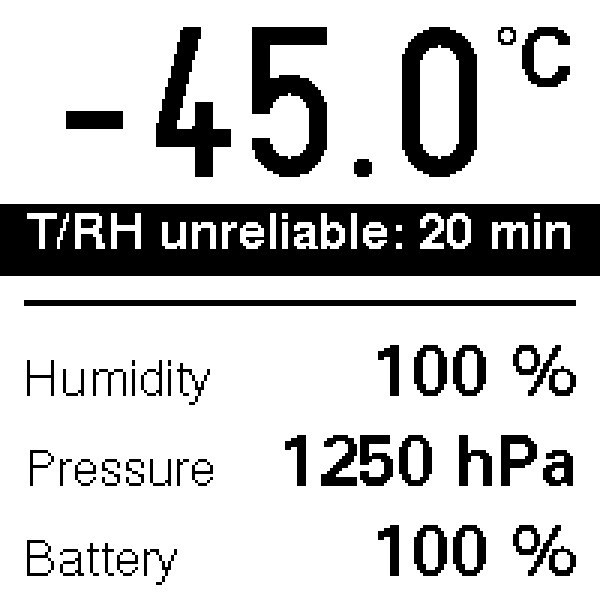 -45.0 °C
T/RH unreliable: 20 min
Humidity 100 %
Pressure 1250 hPa
Battery 100 %